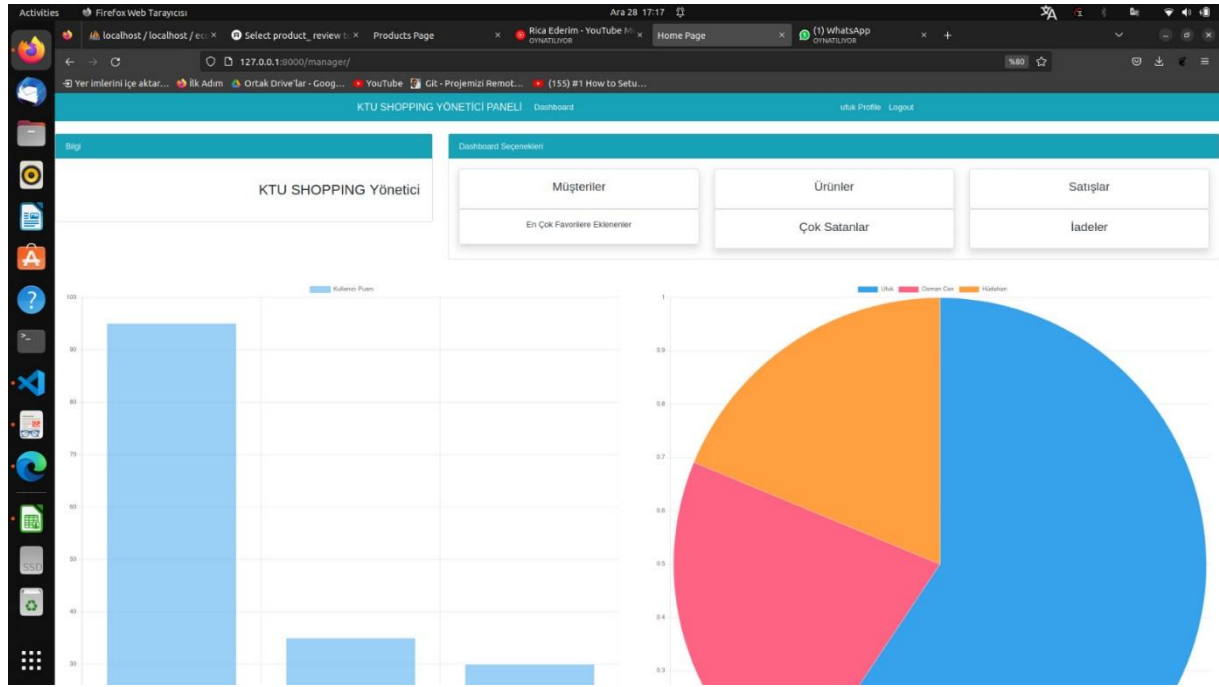 Activities Firefox Web Tarayıcısı Ara 28 17:17
localhost / localhost / ec Select product_ review t Products Page Rica Ederim - YouTube M Home Page (1) WhatsApp
OYNATILIYOR OYNATILIYOR
127.0.0.1:8000/manager/ %80
Yer imlerini içe aktar... İlk Adım Ortak Drive'lar - Goog... YouTube Git - Projemizi Remot... (155) #1 How to Setu...
KTU SHOPPING YÖNETİCİ PANELİ Dashboard ufuk Profile Logout
Bilgi Dashboard Seçenekleri
KTU SHOPPING Yönetici
Müşteriler Ürünler Satışlar
En Çok Favorilere Eklenenler Çok Satanlar İadeler
Kullanıcı Puanı Ufuk Osman Can
100 1
90 0.9
80 0.8
70 0.7
60 0.6
50 0.5
40 0.4
30 0.3
SSD